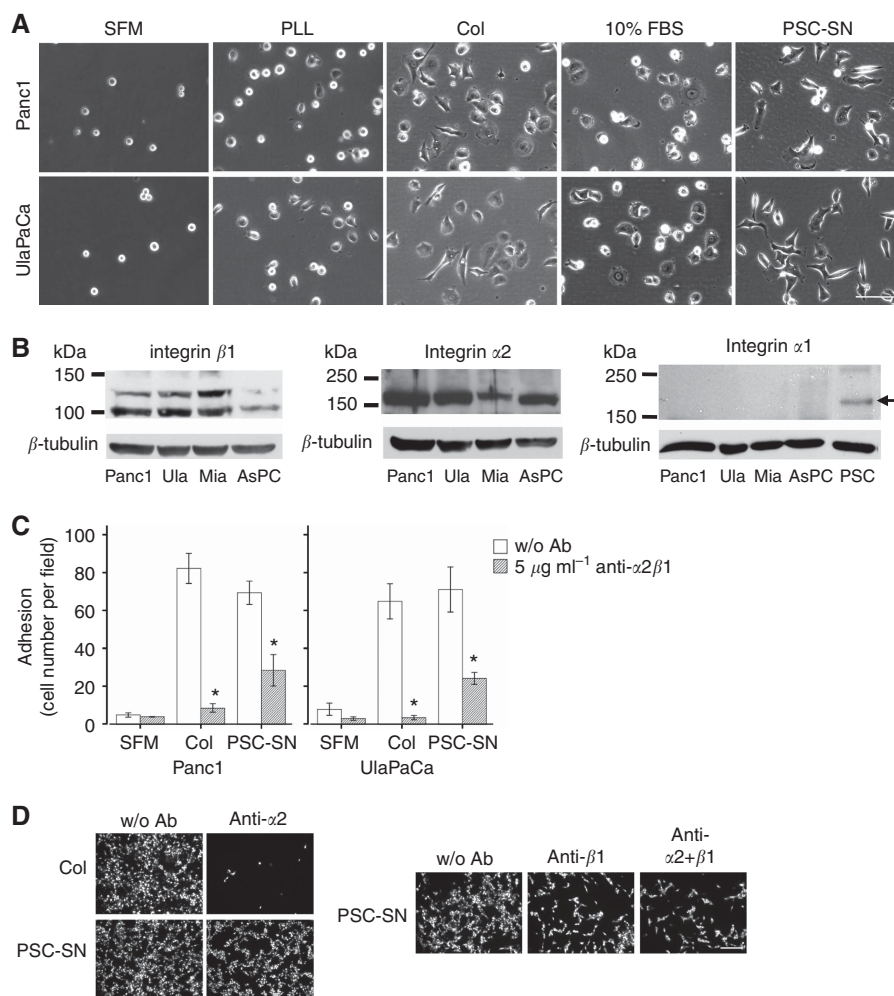 A
SFM PLL Col 10% FBS PSC-SN
Panc1
UlaPaCa
B
kDa integrin β1
150
100
β-tubulin
Panc1 Ula Mia AsPC
kDa Integrin α2
250
150
β-tubulin
Panc1 Ula Mia AsPC
kDa Integrin α1
250
150
β-tubulin
Panc1 Ula Mia AsPC PSC
C
Adhesion
(cell number per field)
100
80
60
40
20
0
* * * *
SFM Col PSC-SN SFM Col PSC-SN
Panc1 UlaPaCa
w/o Ab
5 μg ml⁻¹ anti-α2β1
D
w/o Ab Anti-α2
Col
PSC-SN
w/o Ab Anti-β1 Anti-
α2+β1
PSC-SN